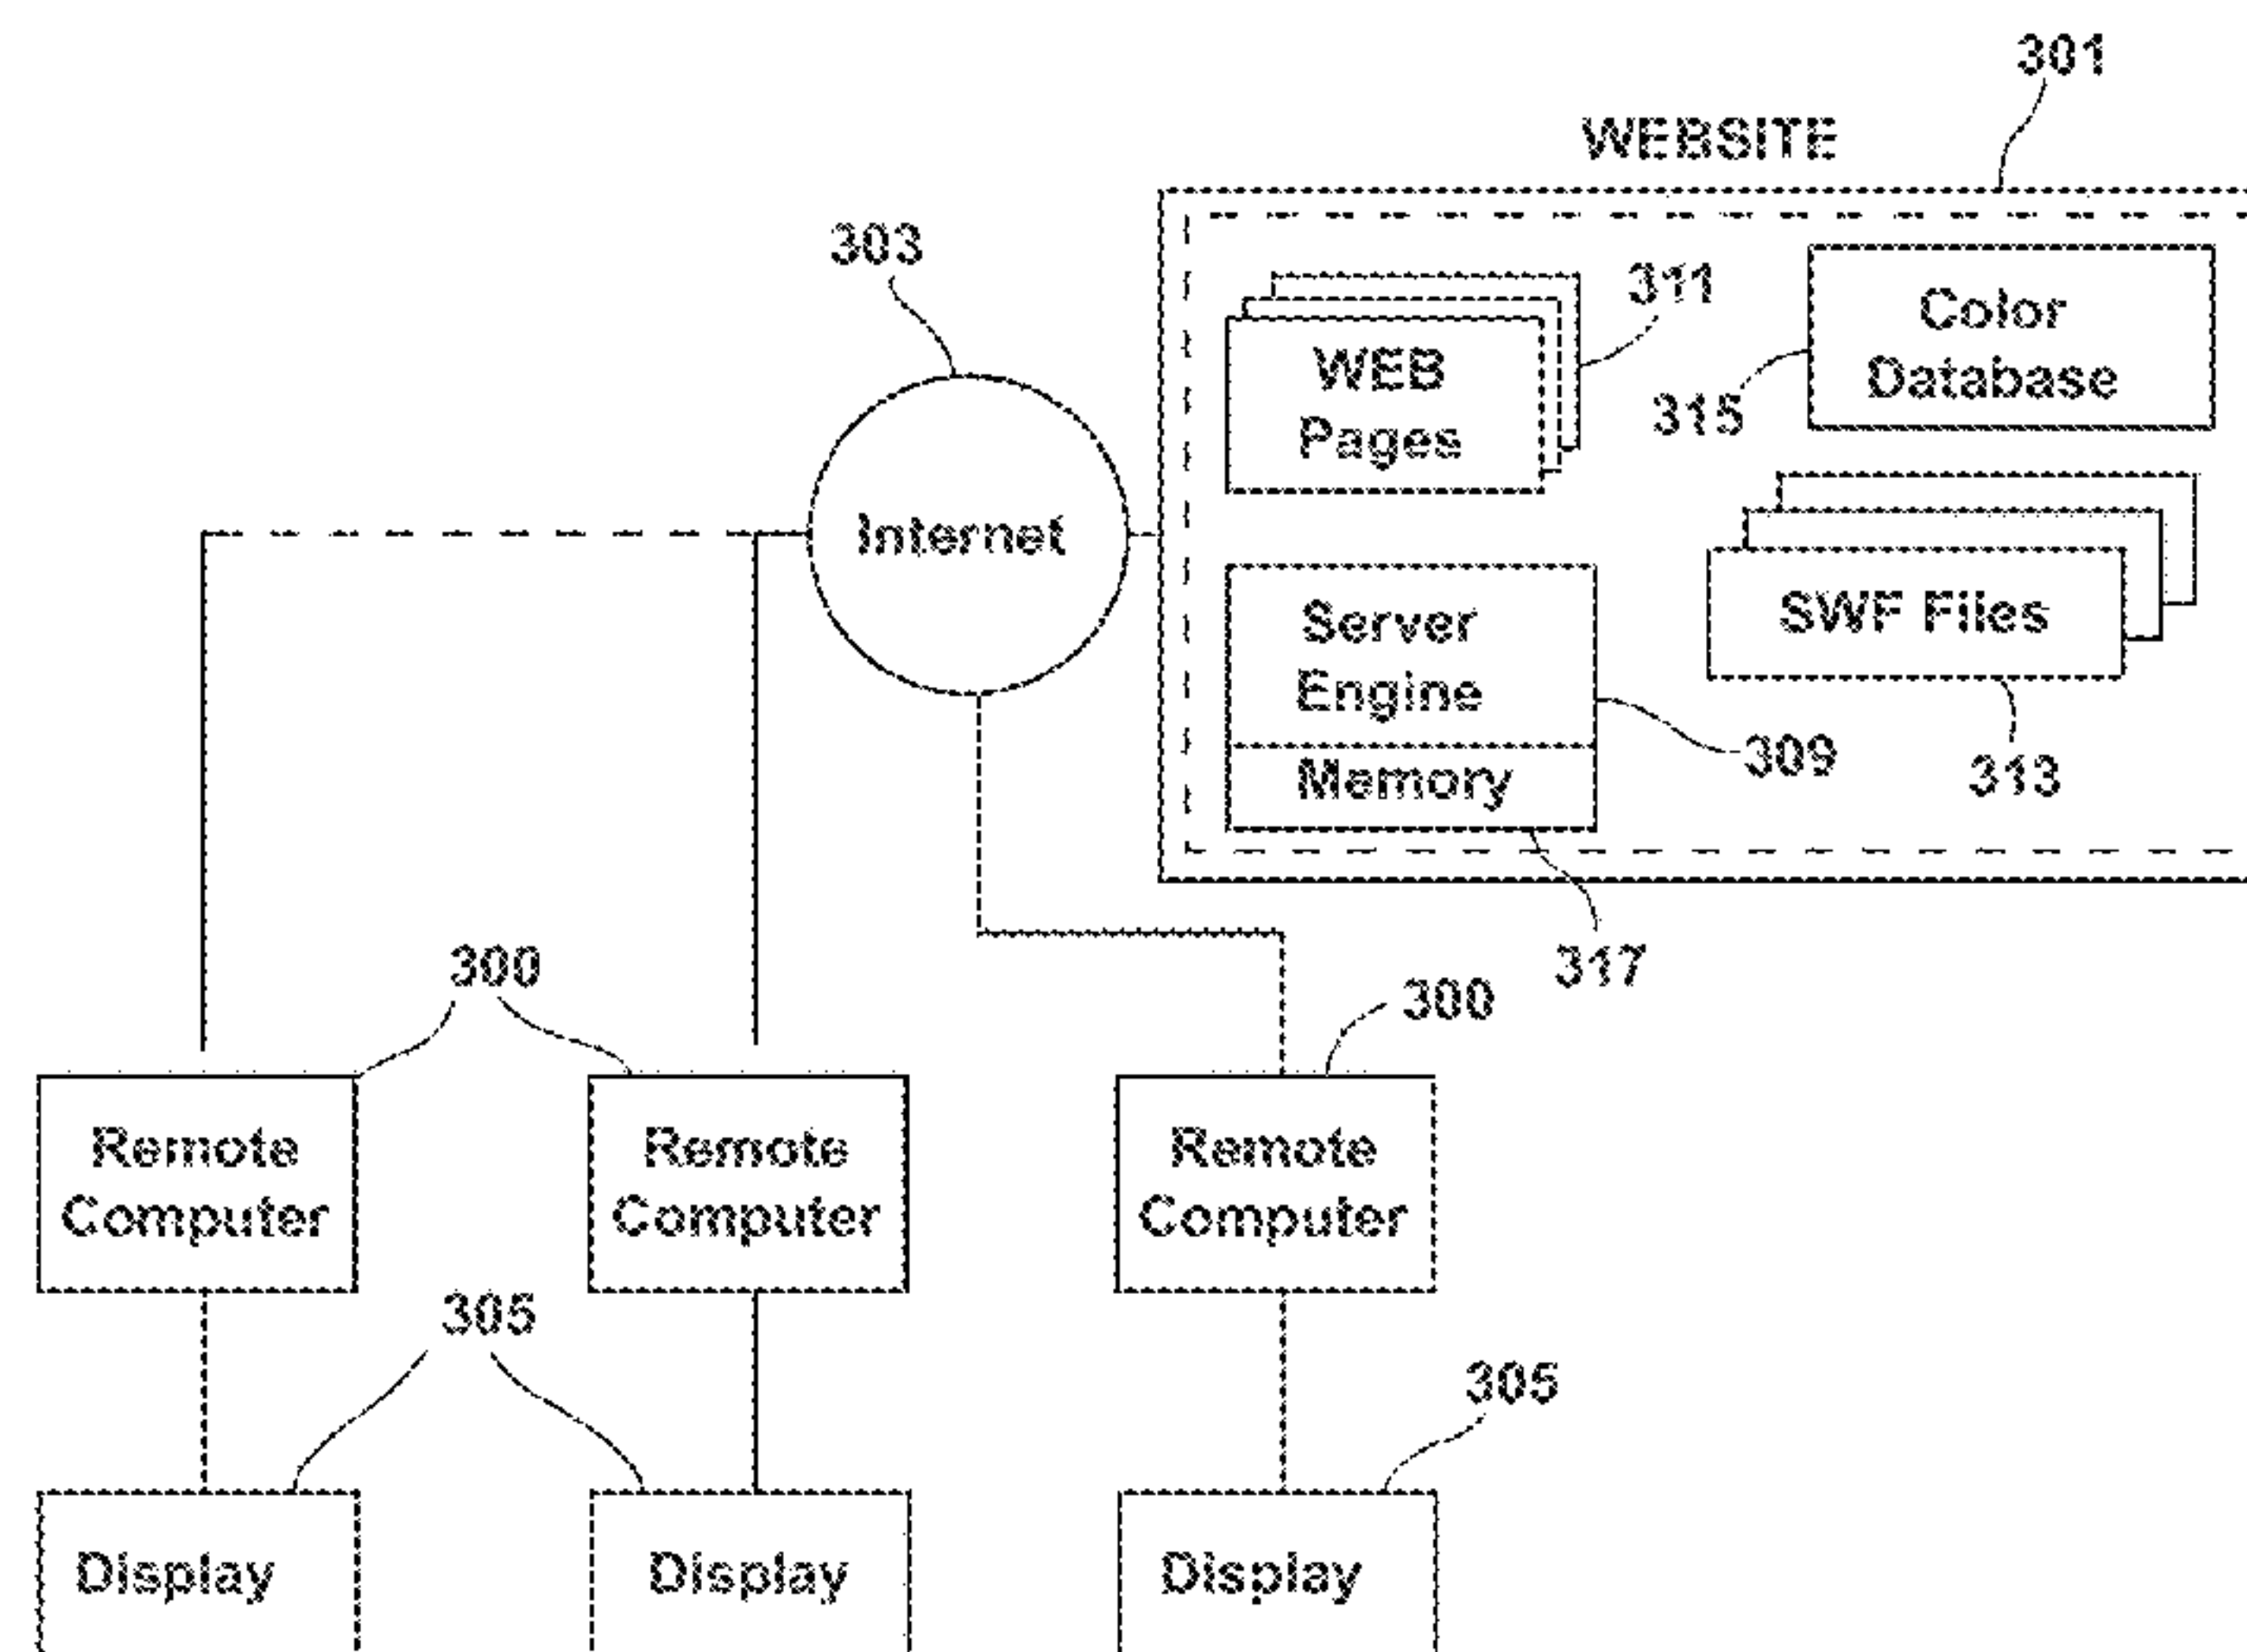 301
WEBSITE
303
311
Color
Database
WEB
Pages
315
Internet
Server
Engine
SWF Files
Memory
309
313
317
300
300
Remote
Computer
Remote
Computer
Remote
Computer
305
305
Display
Display
Display